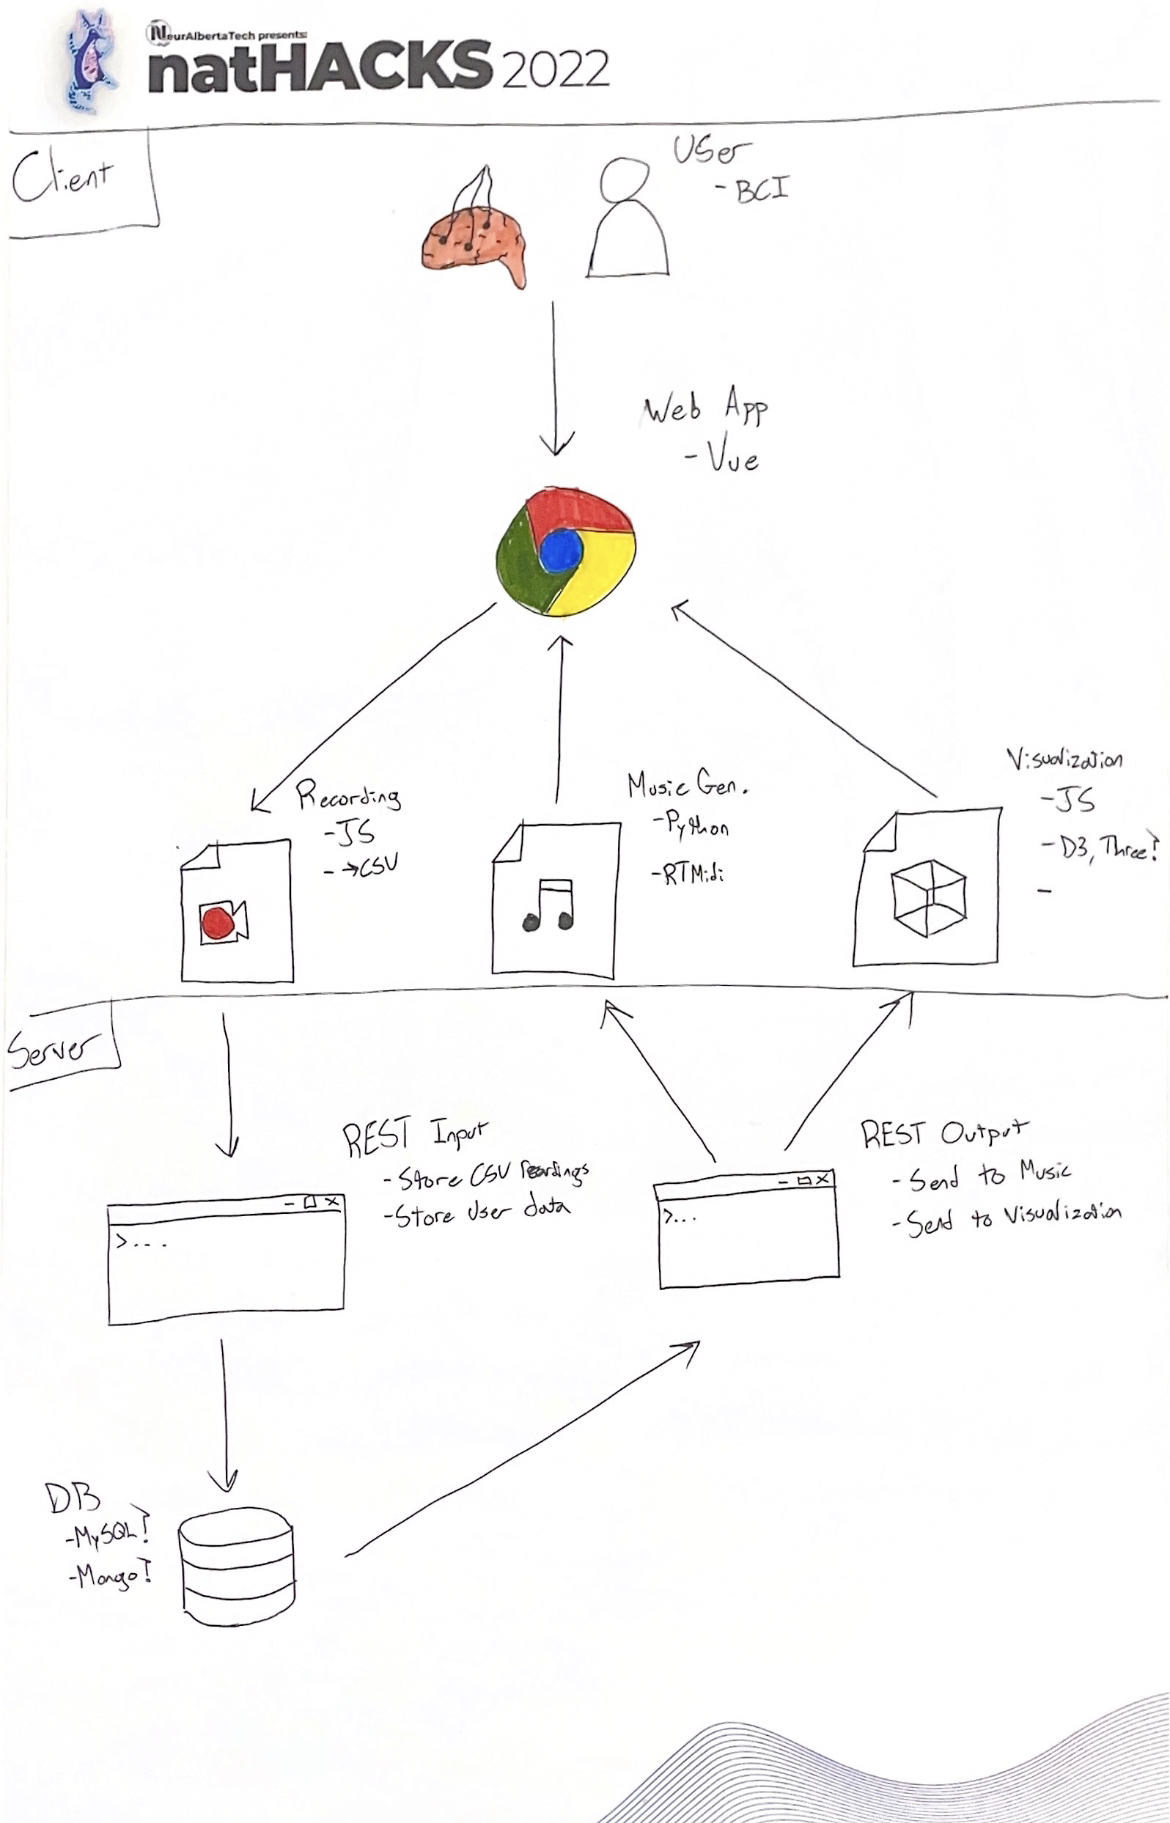 NeurAlbertaTech presents:
natHACKS 2022
Client
User
- BCI
Web App
- Vue
Recording
- JS
- → CSV
Music Gen.
- Python
- RTMidi
Visualization
- JS
- D3, Three?
-
Server
REST Input
- Store CSV recordings
- Store User data
- □ ×
>...
REST Output
- Send to Music
- Send to Visualization
- □ ×
>...
DB
- MySQL?
- Mongo?